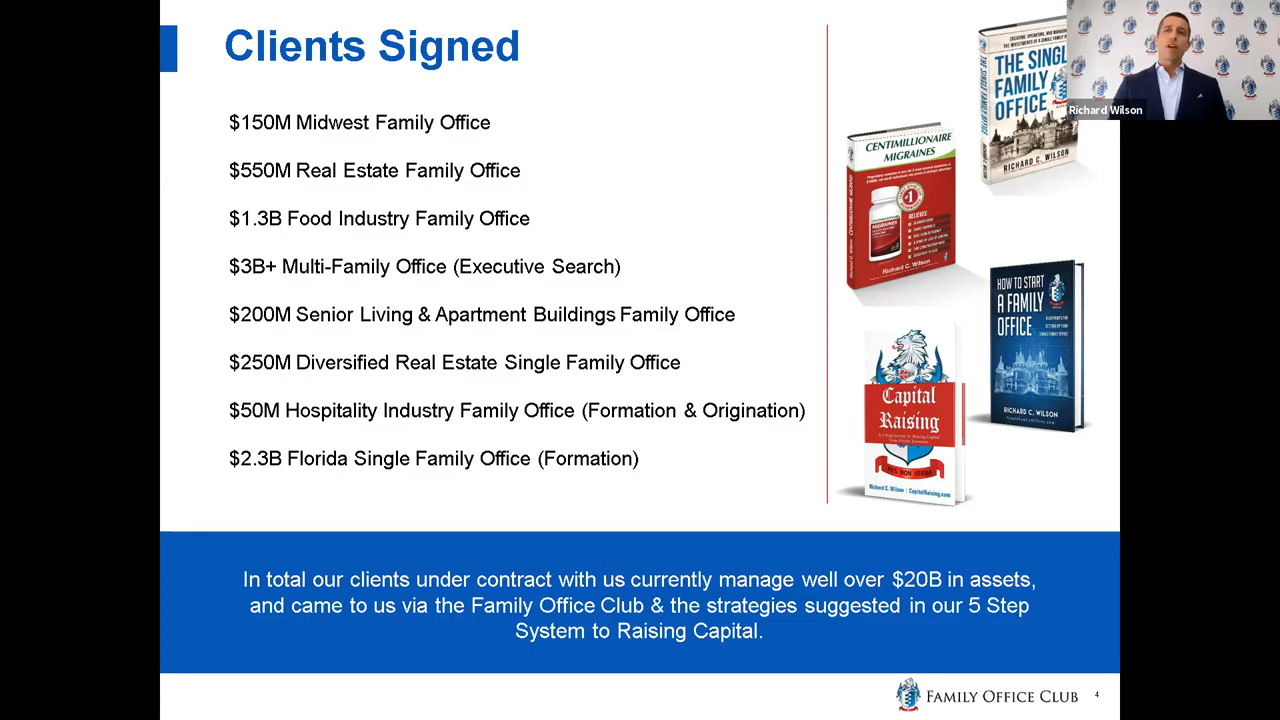 Clients Signed
$150M Midwest Family Office
$550M Real Estate Family Office
$1.3B Food Industry Family Office
$3B+ Multi-Family Office (Executive Search)
$200M Senior Living & Apartment Buildings Family Office
$250M Diversified Real Estate Single Family Office
$50M Hospitality Industry Family Office (Formation & Origination)
$2.3B Florida Single Family Office (Formation)
THE SINGL
FAMILY
OFFICE
RICHARD C. WILSON
Richard Wilson
CENTIMILLIONAIRE
MIGRAINES
#1
RELIEVES:
Richard C. Wilson
HOW TO START
A FAMILY
OFFICE
RICHARD C. WILSON
Capital
Raising
Richard C. Wilson | CapitalRaising.com
In total our clients under contract with us currently manage well over $20B in assets,
and came to us via the Family Office Club & the strategies suggested in our 5 Step
System to Raising Capital.
FAMILY OFFICE CLUB
4